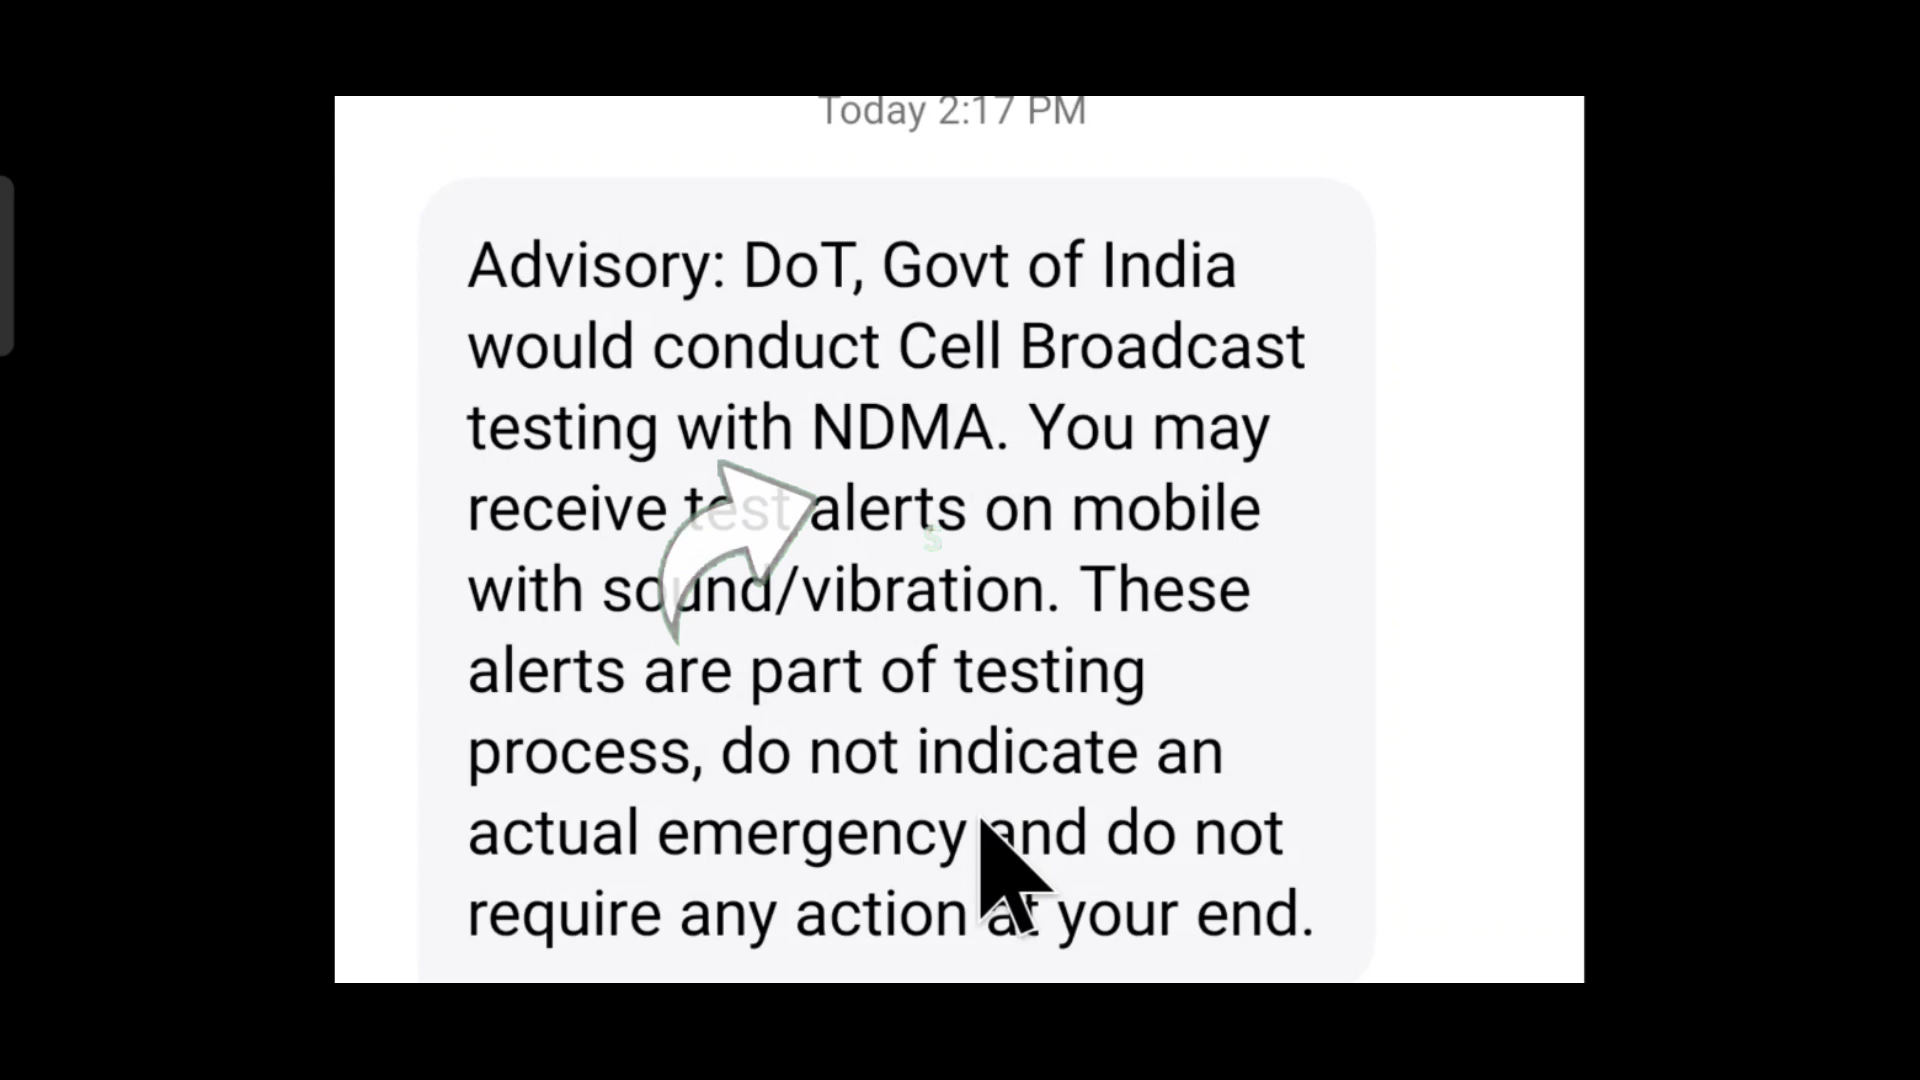 Today 2:17 PM
Advisory: DoT, Govt of India
would conduct Cell Broadcast
testing with NDMA. You may
receive test alerts on mobile
with sound/vibration. These
alerts are part of testing
process, do not indicate an
actual emergency and do not
require any action at your end.